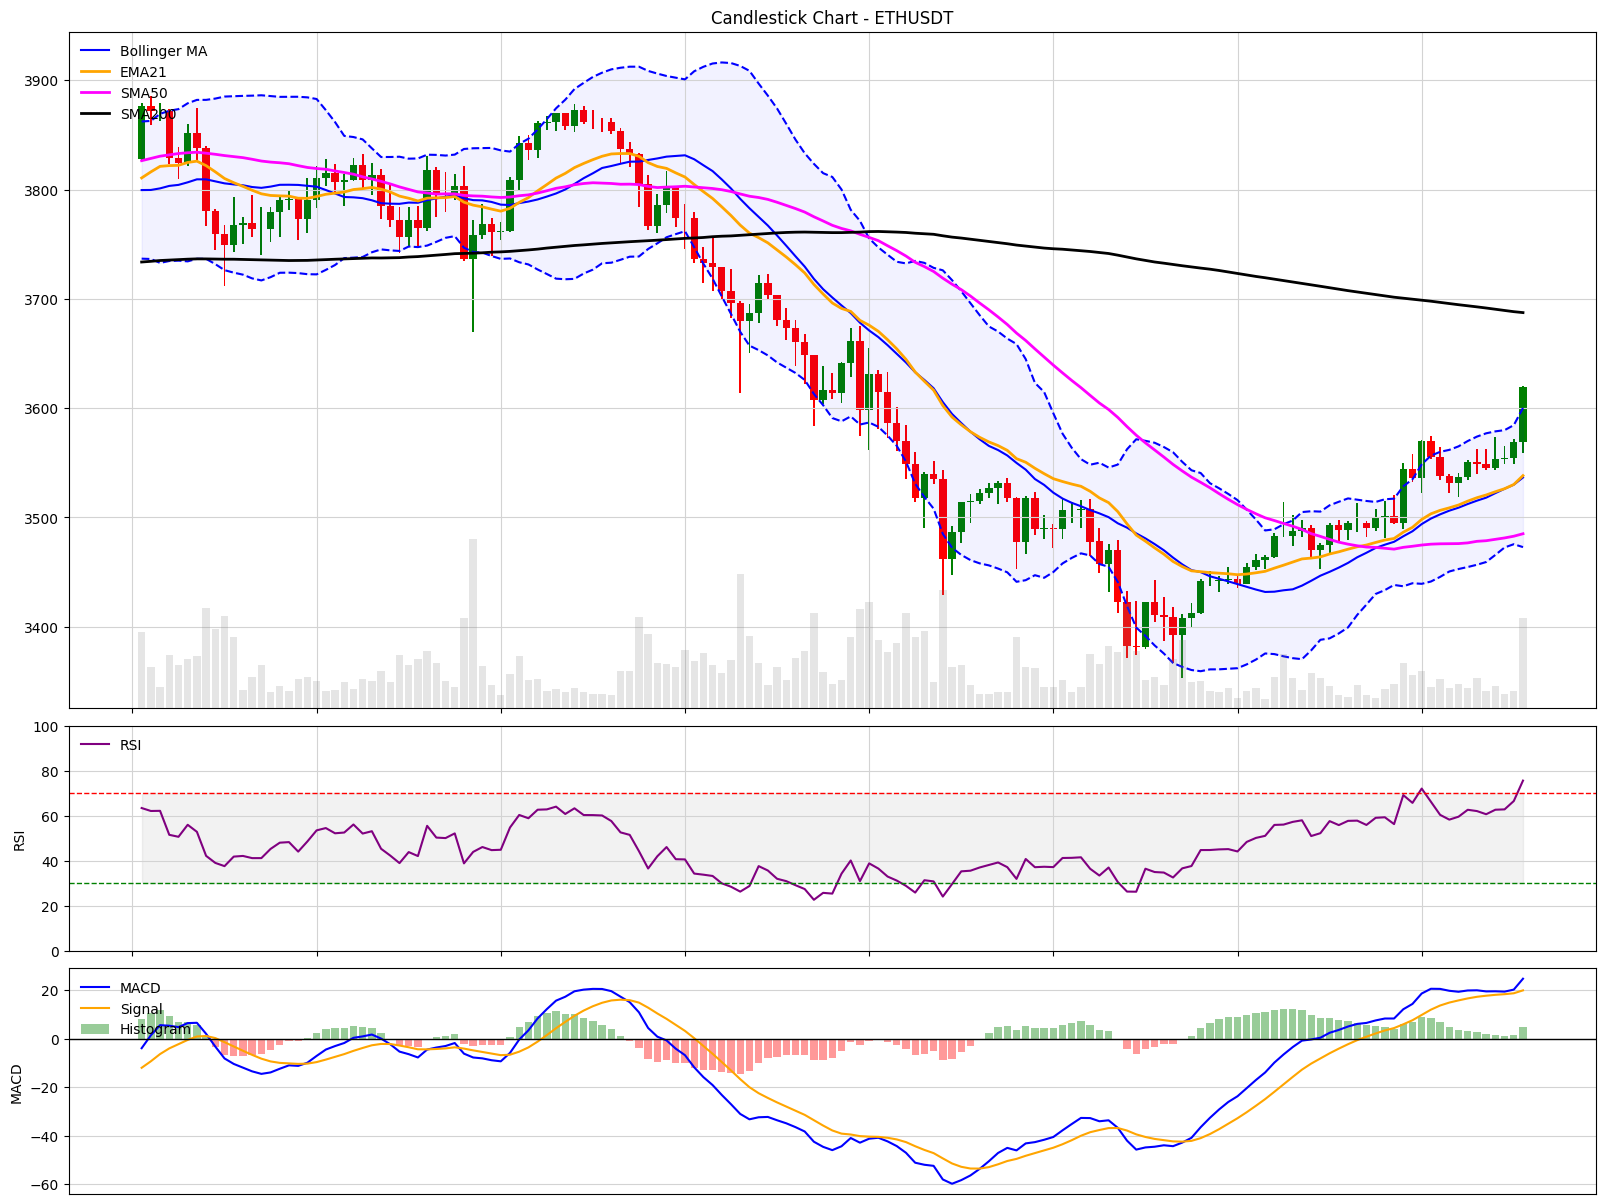 Candlestick Chart - ETHUSDT
Bollinger MA
EMA21
SMA50
SMA200
3900
3800
3700
3600
3500
3400
RSI
100
80
60
40
20
0
RSI
MACD
Signal
Histogram
20
0
−20
−40
−60
MACD